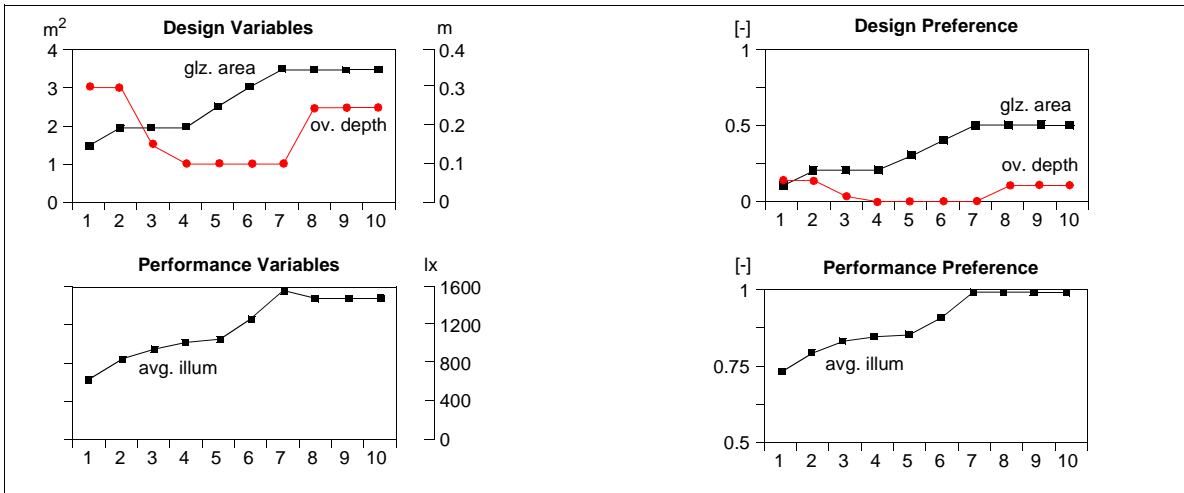 Design Variables
m2
m
4
3
2
1
0
0.4
0.3
0.2
0.1
0
glz. area
ov. depth
1 2 3 4 5 6 7 8 9 10
Design Preference
[-]
1
0.5
0
glz. area
ov. depth
1 2 3 4 5 6 7 8 9 10
Performance Variables
lx
1600
1200
800
400
0
avg. illum
1 2 3 4 5 6 7 8 9 10
Performance Preference
[-]
1
0.75
0.5
avg. illum
1 2 3 4 5 6 7 8 9 10